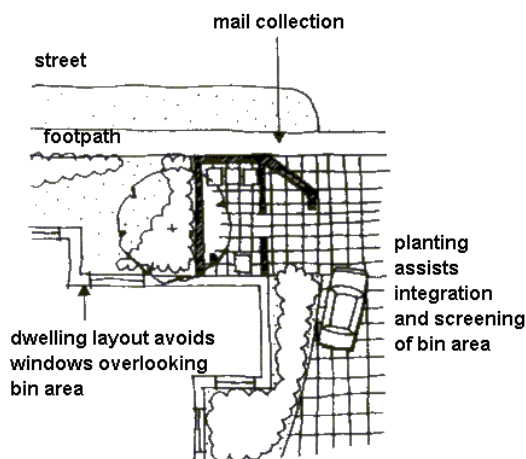 mail collection
street
footpath
planting
assists
integration
and screening
of bin area
dwelling layout avoids
windows overlooking
bin area